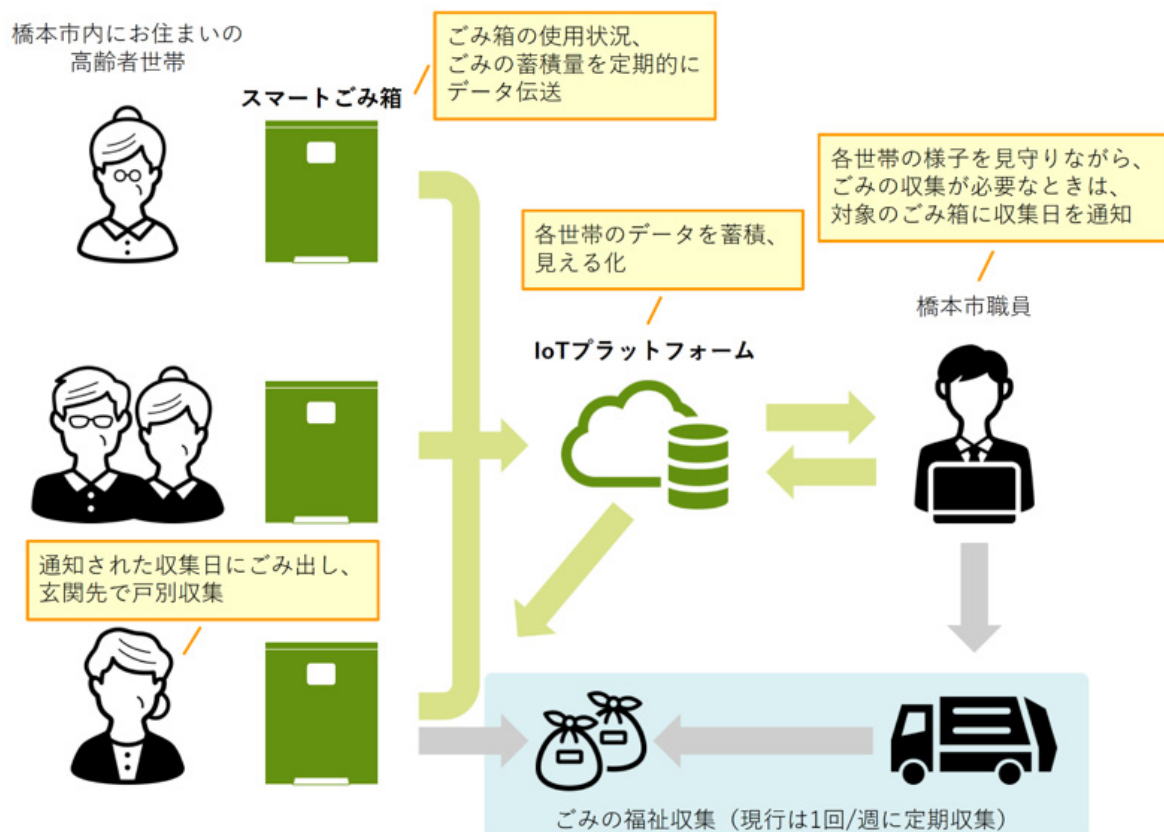 橋本市内にお住まいの
高齢者世帯
スマートごみ箱
ごみ箱の使用状況、
ごみの蓄積量を定期的に
データ伝送
各世帯の様子を見守りながら、
ごみの収集が必要なときは、
対象のごみ箱に収集日を通知
各世帯のデータを蓄積、
見える化
橋本市職員
IoTプラットフォーム
通知された収集日にごみ出し、
玄関先で戸別収集
ごみの福祉収集（現行は1回/週に定期収集）